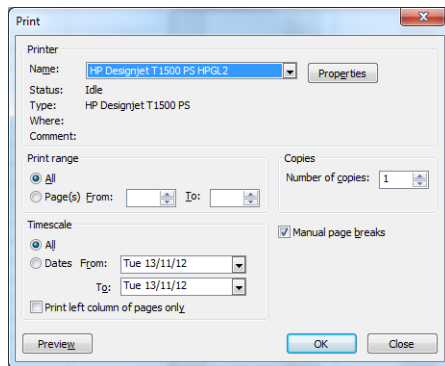 Print
Printer
Name: HP Designjet T1500 PS HPGL2 Properties
Status: Idle
Type: HP Designjet T1500 PS
Where:
Comment:
Print range Copies
All Number of copies: 1
Page(s) From: To:
Timescale
All Manual page breaks
Dates From: Tue 13/11/12
To: Tue 13/11/12
Print left column of pages only
Preview OK Close